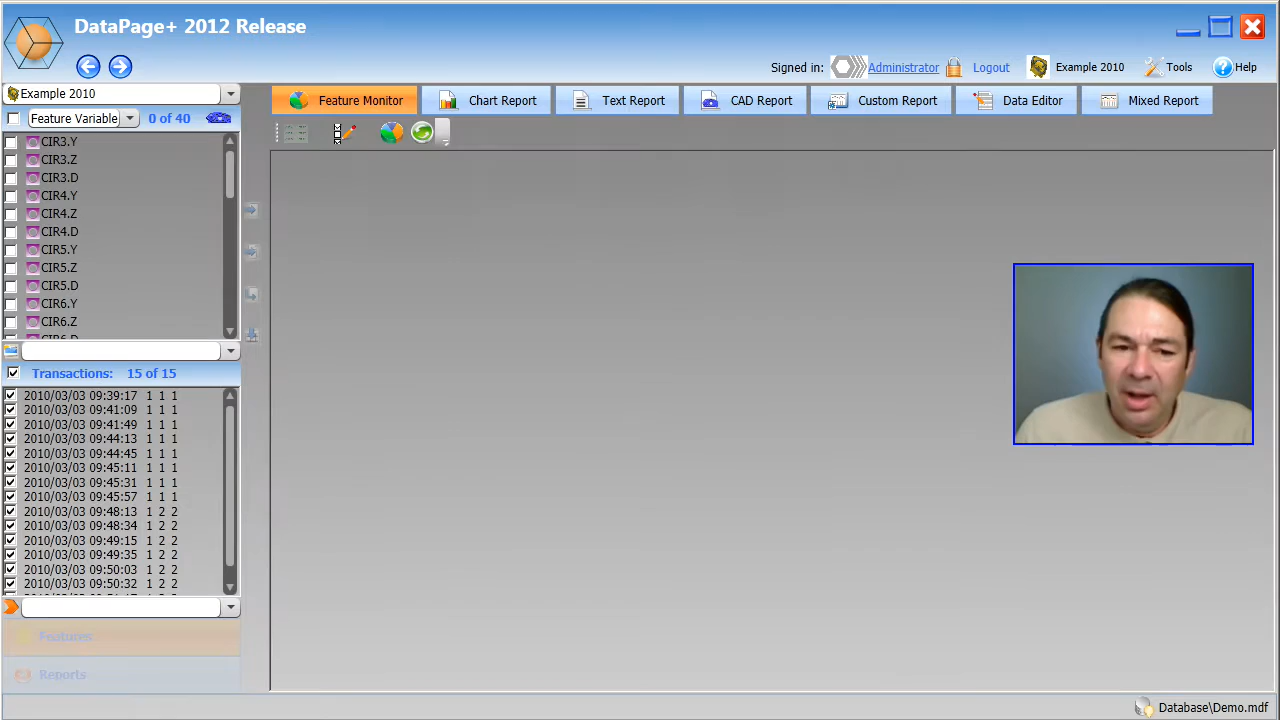 DataPage+ 2012 Release
Signed in: Administrator Logout Example 2010 Tools Help
Example 2010
Feature Monitor Chart Report Text Report CAD Report Custom Report Data Editor Mixed Report
Feature Variable 0 of 40
CIR3.Y
CIR3.Z
CIR3.D
CIR4.Y
CIR4.Z
CIR4.D
CIR5.Y
CIR5.Z
CIR5.D
CIR6.Y
CIR6.Z
CIR6.D
Transactions: 15 of 15
2010/03/03 09:39:17 1 1 1
2010/03/03 09:41:09 1 1 1
2010/03/03 09:41:49 1 1 1
2010/03/03 09:44:13 1 1 1
2010/03/03 09:44:45 1 1 1
2010/03/03 09:45:11 1 1 1
2010/03/03 09:45:31 1 1 1
2010/03/03 09:45:57 1 1 1
2010/03/03 09:48:13 1 2 2
2010/03/03 09:48:34 1 2 2
2010/03/03 09:49:15 1 2 2
2010/03/03 09:49:35 1 2 2
2010/03/03 09:50:03 1 2 2
2010/03/03 09:50:32 1 2 2
Features
Reports
Database\Demo.mdf